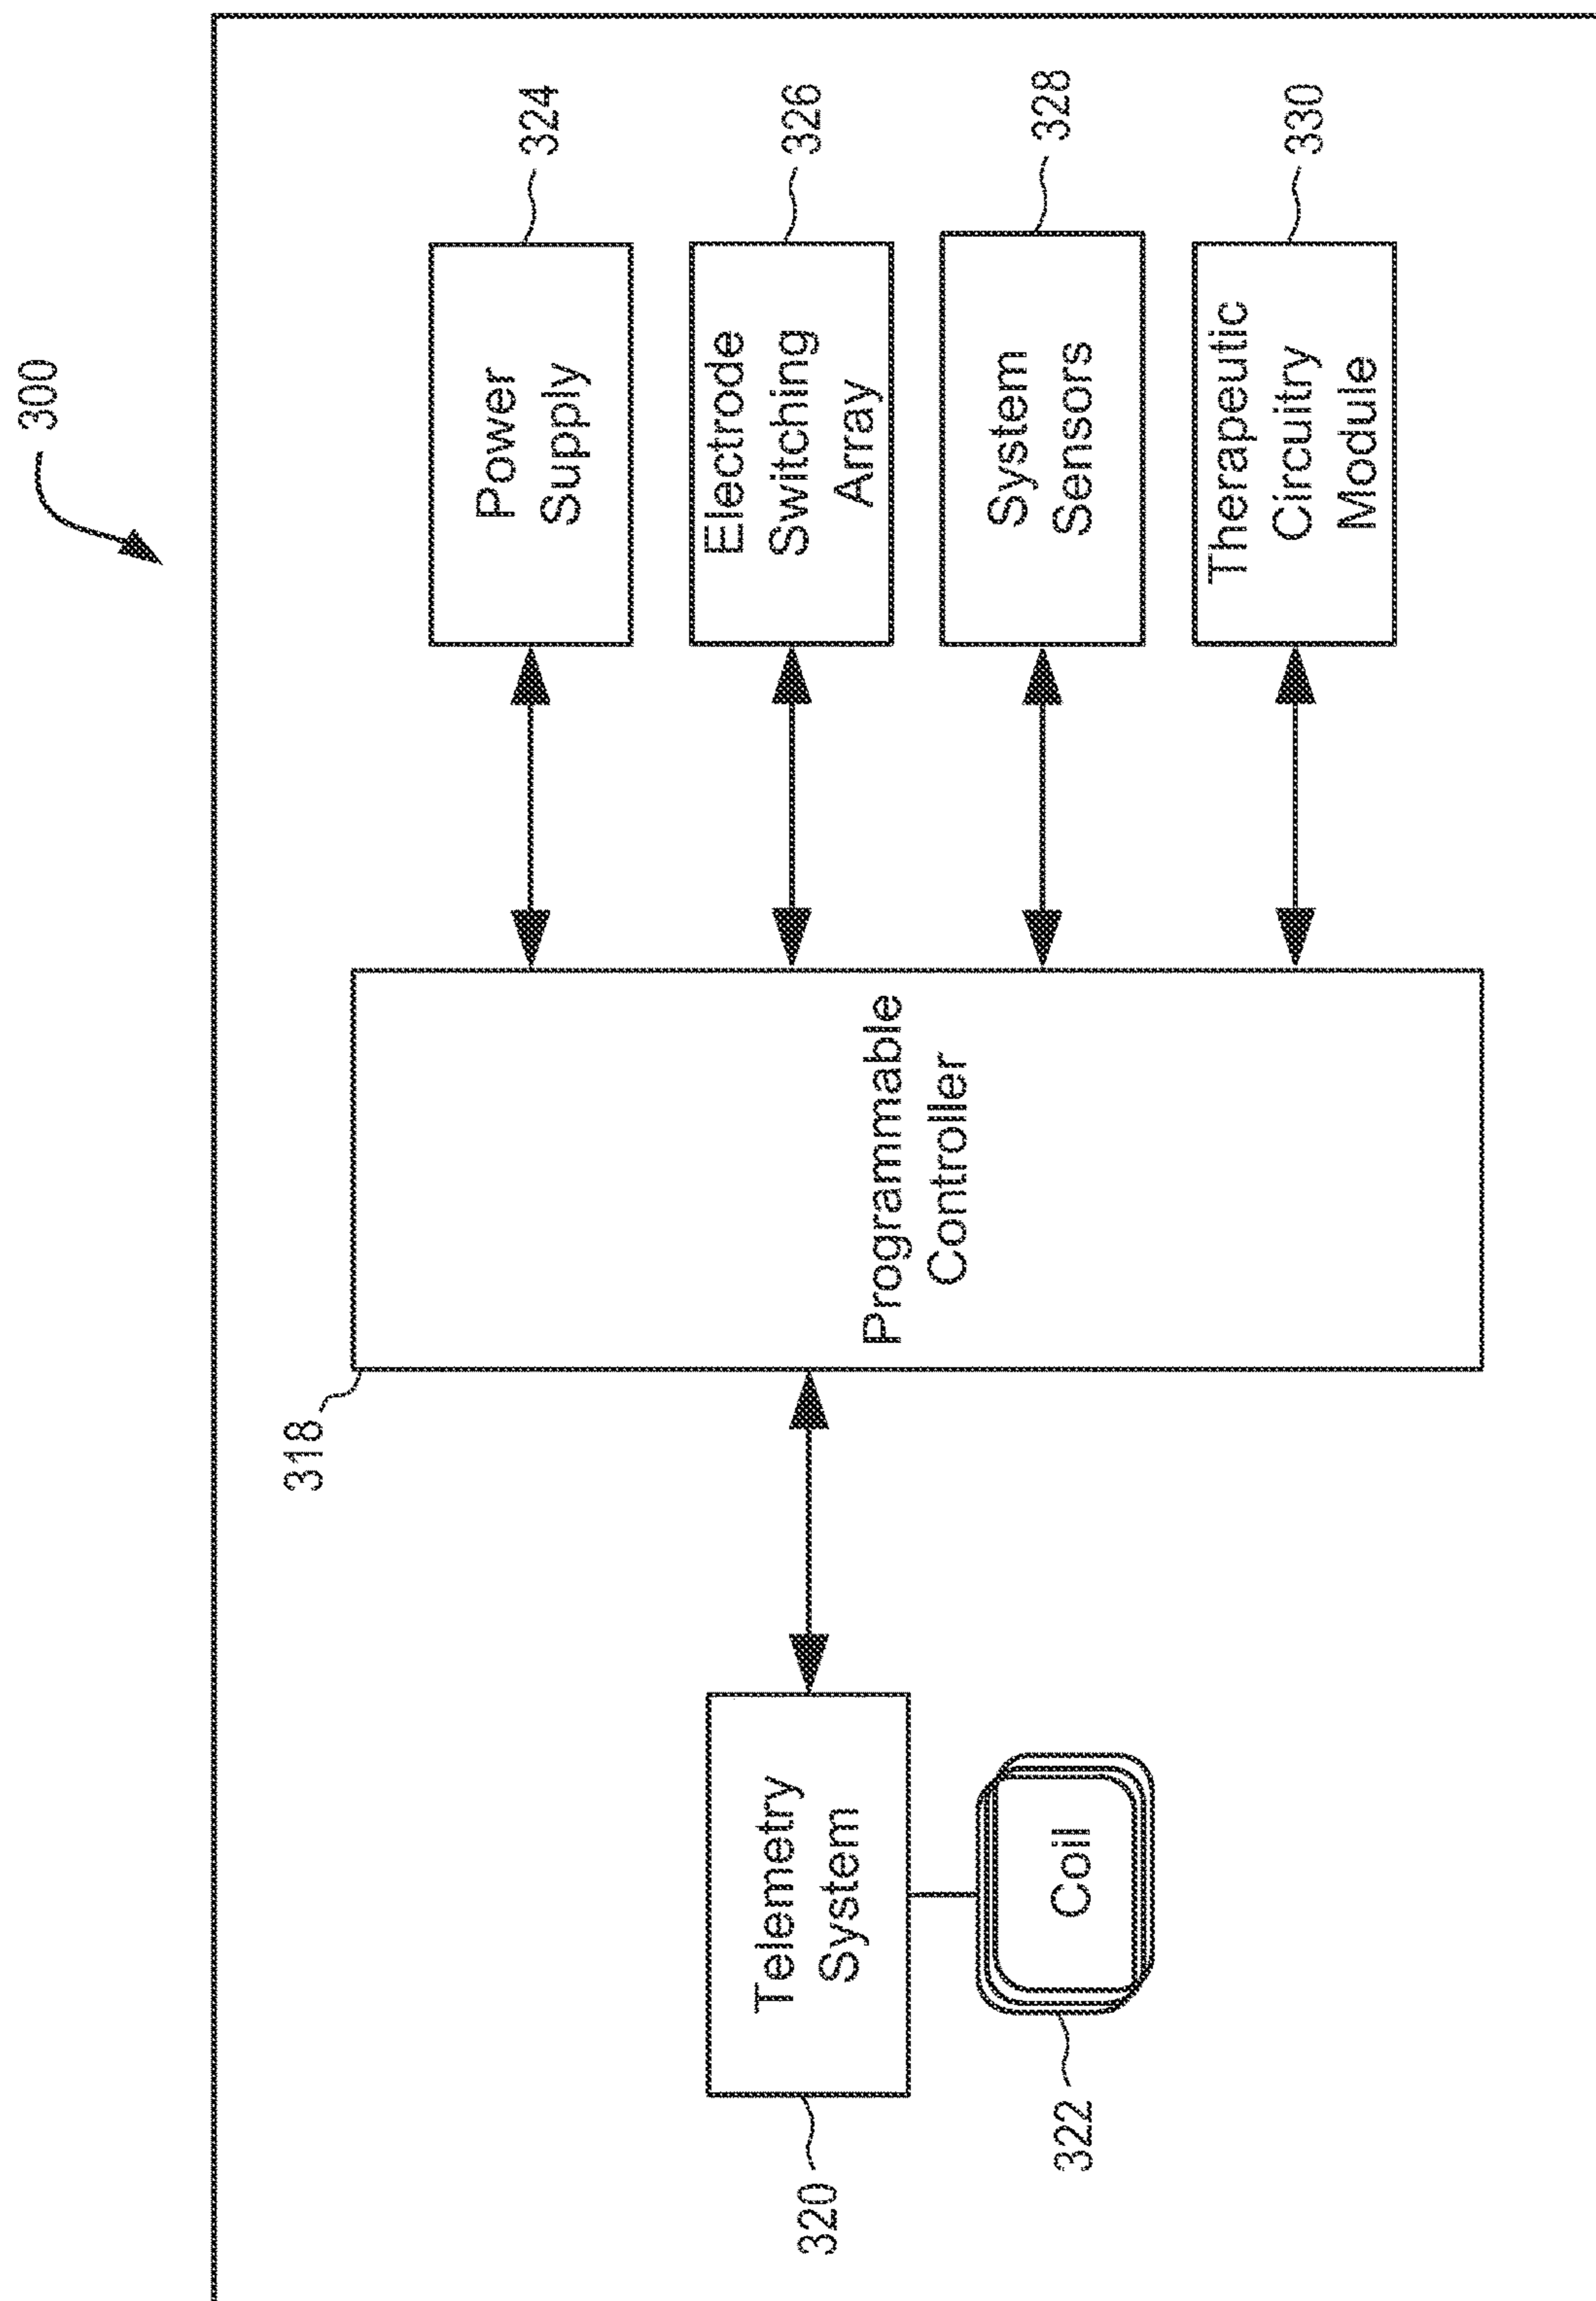 300
318
Programmable
Controller
320
Telemetry
System
322
Coil
324
Power
Supply
326
Electrode
Switching
Array
328
System
Sensors
330
Therapeutic
Circuitry
Module